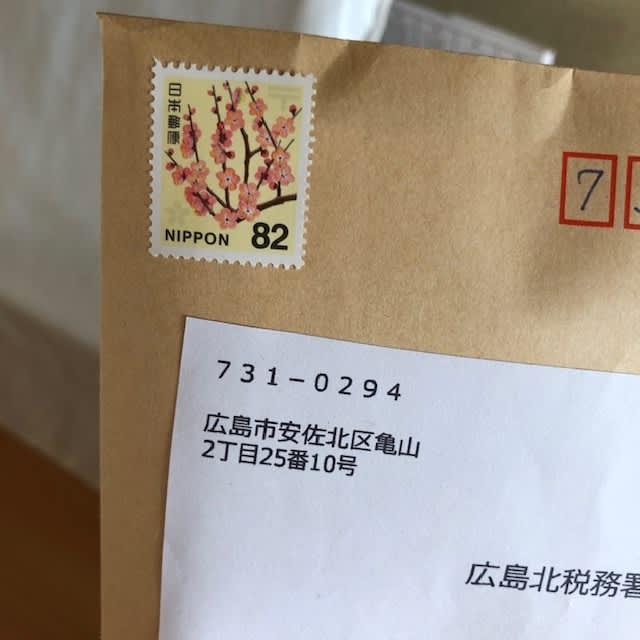 日本郵便
NIPPON 82
7
731-0294
広島市安佐北区亀山
2丁目25番10号
広島北税務署